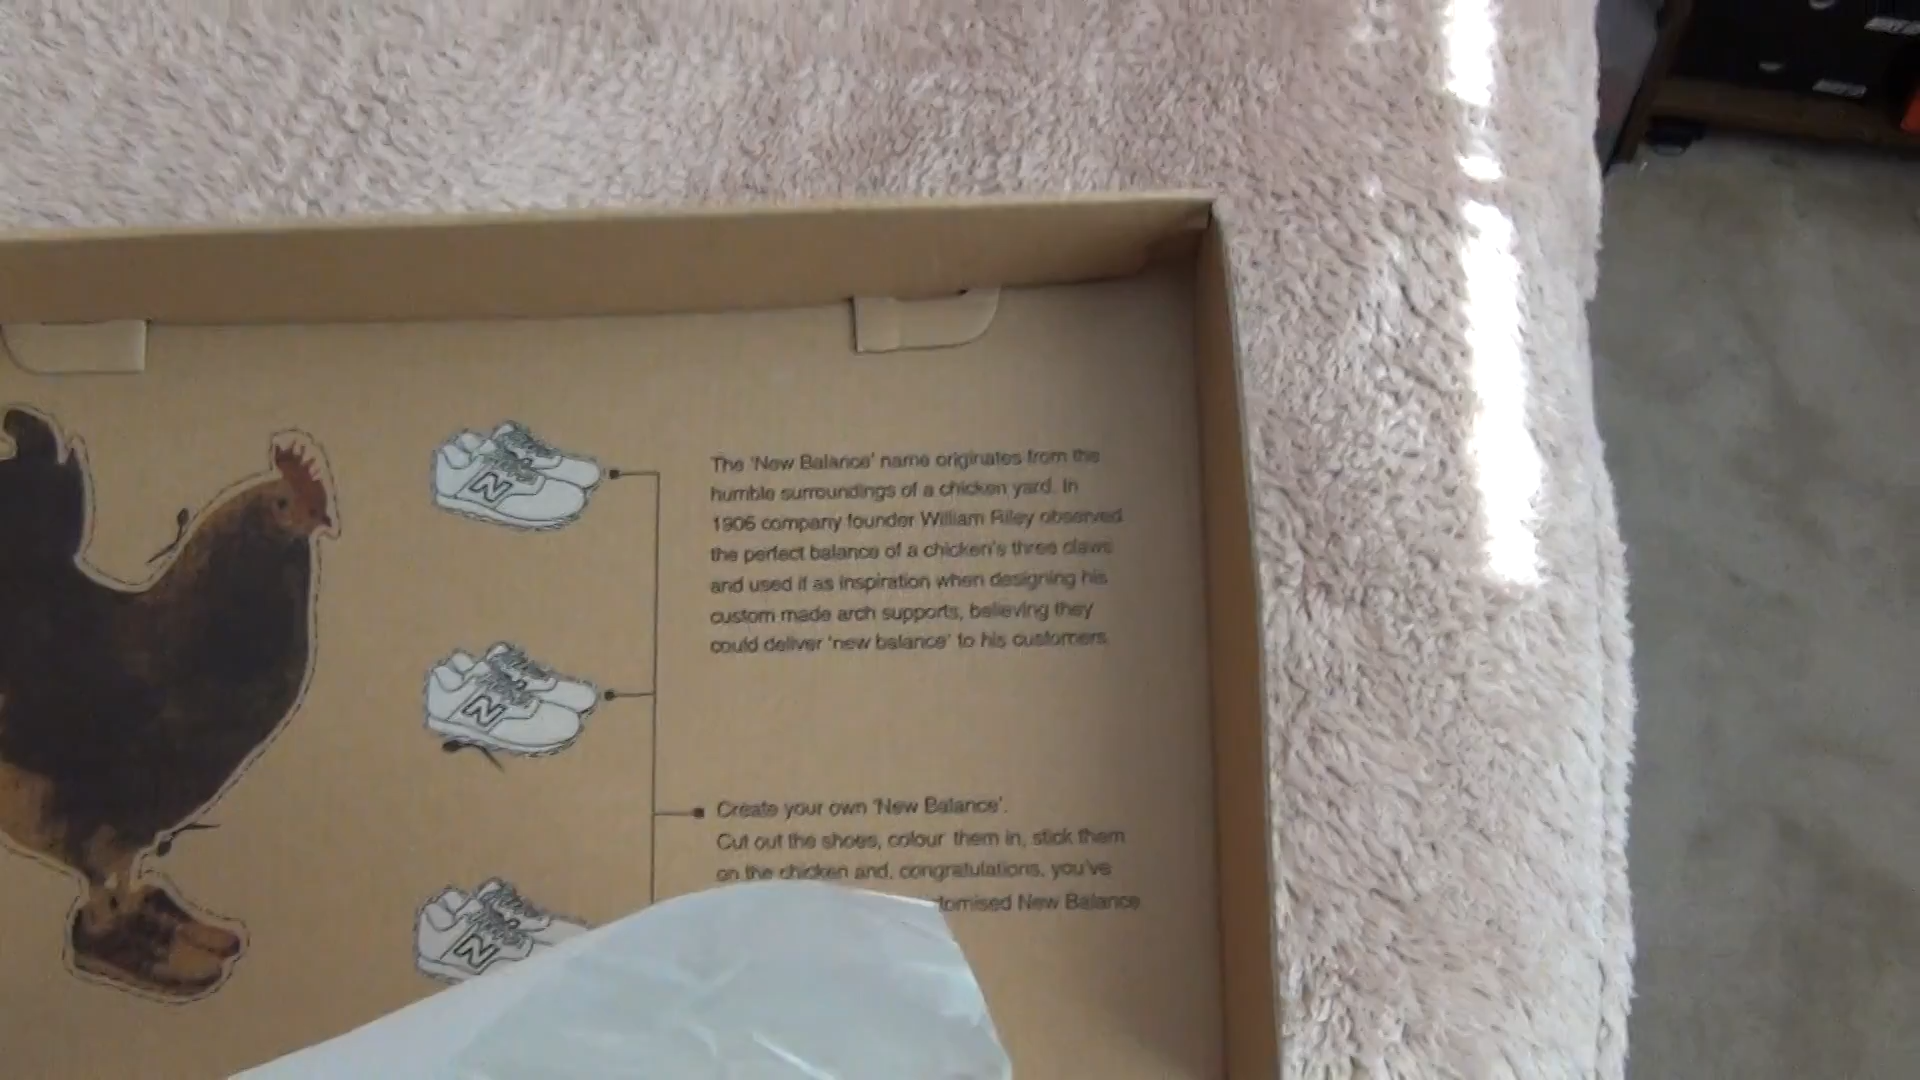 The 'New Balance' name originates from the
humble surroundings of a chicken yard. In
1906 company founder William Riley observed
the perfect balance of a chicken's three claws
and used it as inspiration when designing his
custom made arch supports, believing they
could deliver 'new balance' to his customers.
N
N
Create your own 'New Balance'.
Cut out the shoes, colour them in, stick them
on the chicken and, congratulations, you've
tomised New Balance
N